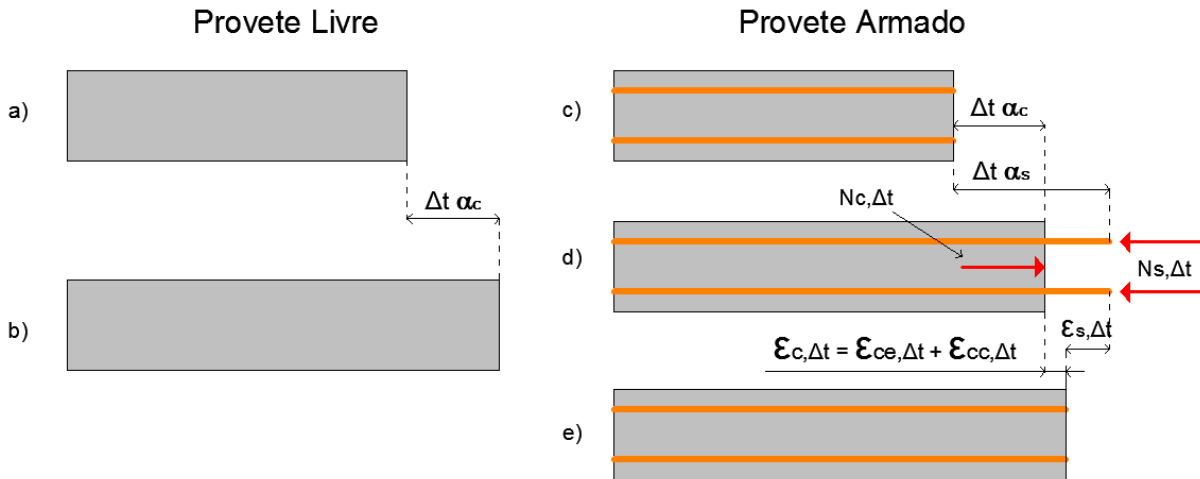 Provete Livre
Provete Armado
a)
Δt αc
b)
c)
Δt αc
Δt αs
Nc,Δt
d)
Ns,Δt
εs,Δt
εc,Δt = εce,Δt + εcc,Δt
e)